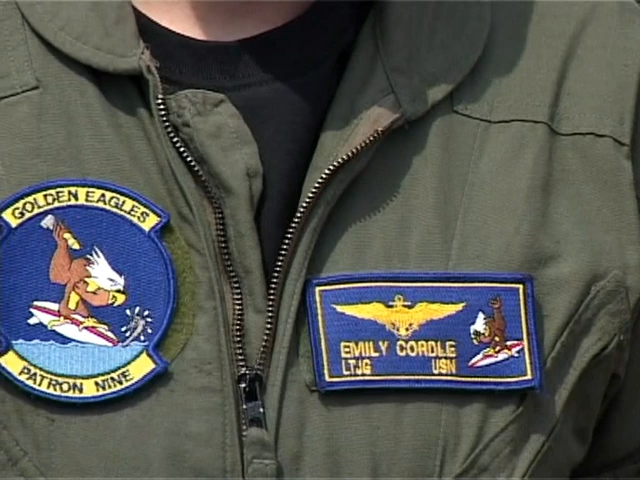 GOLDEN EAGLES
PATRON NINE
EMILY CORDLE
LTJG USN